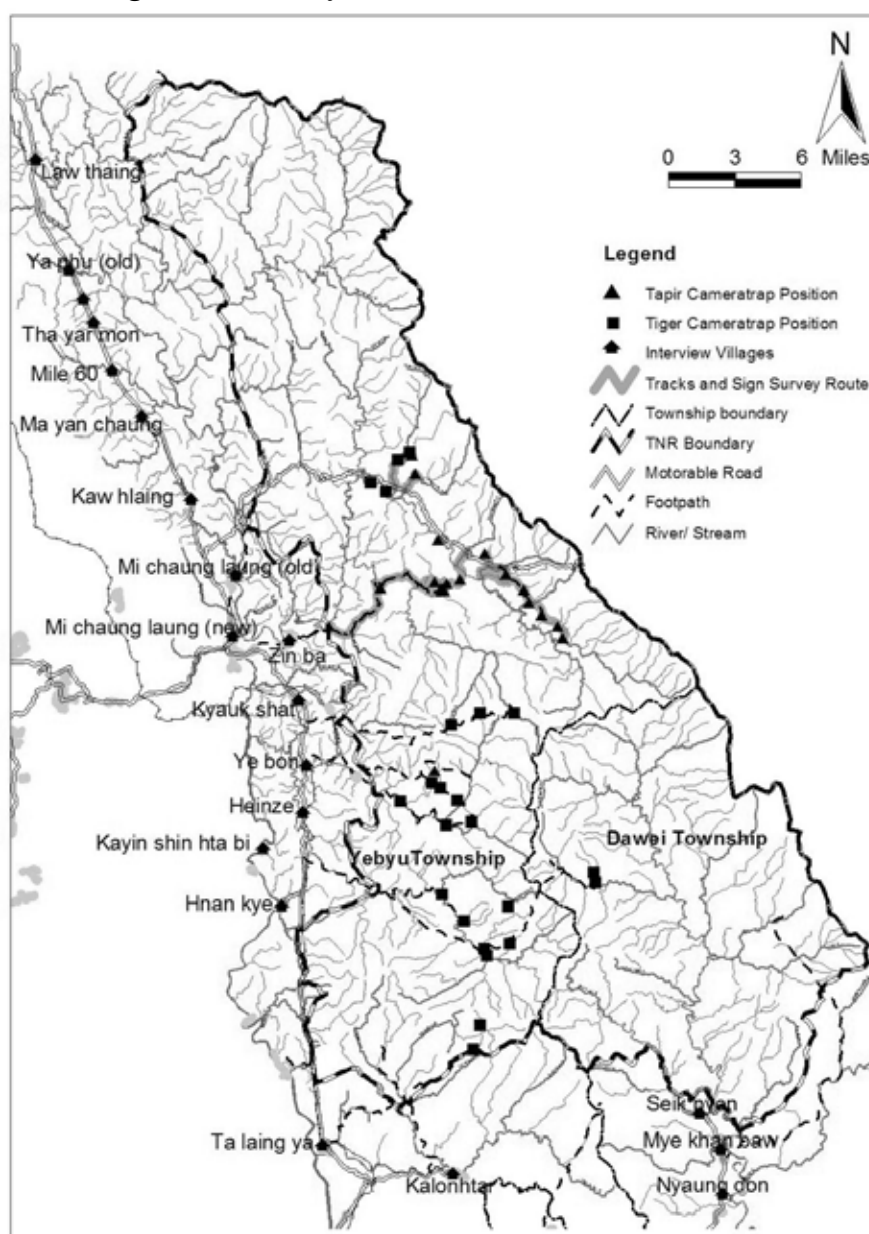 N
0 3 6
Miles
Legend
Tapir Cameratrap Position
Tiger Cameratrap Position
Interview Villages
Tracks and Sign Survey Route
Township boundary
TNR Boundary
Motorable Road
Footpath
River/ Stream
Law thaing
Ya phu (old)
Tha yar mon
Mile 60
Ma yan chaung
Kaw hlaing
Mi chaung laung (old)
Mi chaung laung (new)
Zin ba
Kyauk shat
Ye bon
Heinze
Kayin shin hta bi
Yebyu Township
Dawei Township
Hnan kye
Seik pyan
Mye khan baw
Ta laing ya
Kalonhtar
Nyaung don